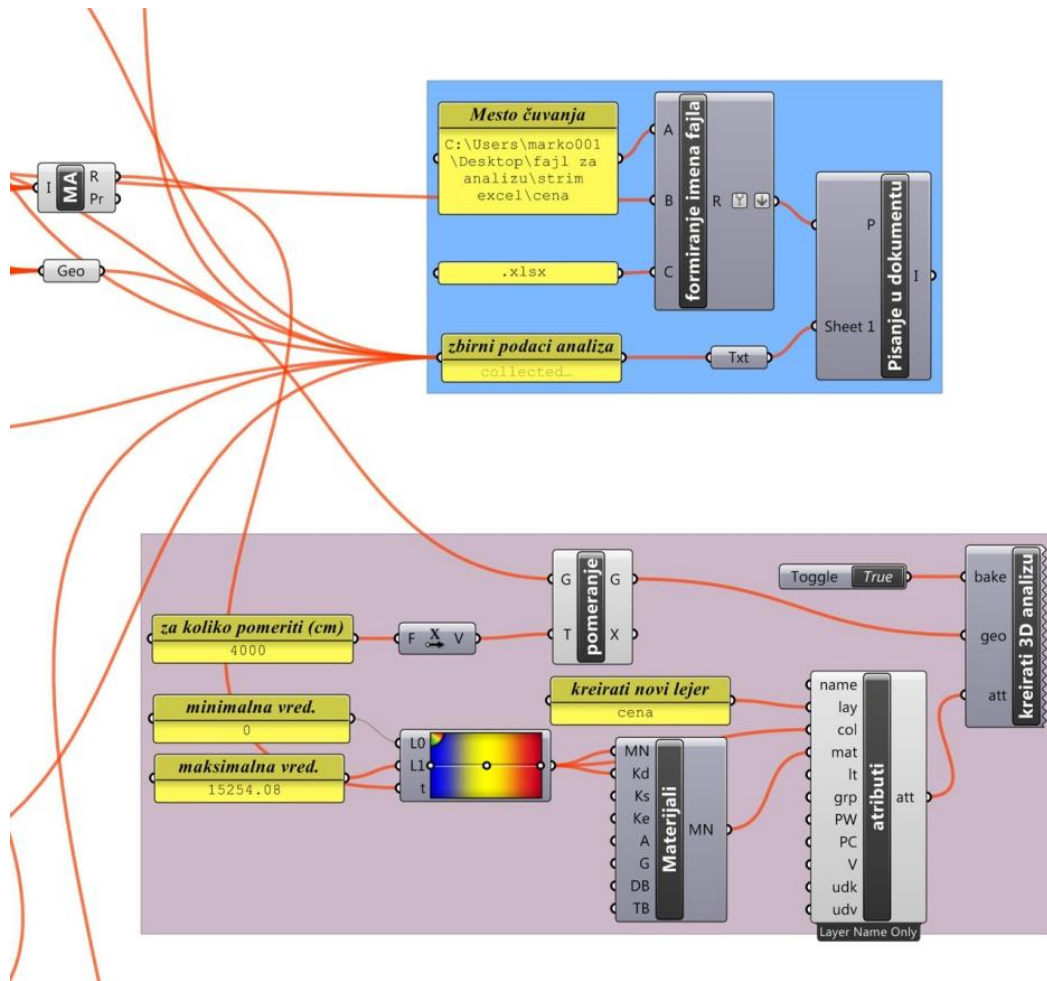 Mesto čuvanja
C:\Users\marko001
\Desktop\fajl za
analizu\strim
excel\cena
A
B
C
formiranje imena fajla
R
.xlsx
zbirni podaci analiza
collected…
Txt
P
Sheet 1
Pisanje u dokumentu
I
I
MA
R
Pr
Geo
za koliko pomeriti (cm)
4000
F
X
V
G
T
pomeranje
G
X
Toggle
True
bake
geo
att
kreirati 3D analizu
minimalna vred.
0
maksimalna vred.
15254.08
L0
L1
t
kreirati novi lejer
cena
MN
Kd
Ks
Ke
A
G
DB
TB
Materijali
MN
name
lay
col
mat
lt
grp
PW
PC
V
udk
udv
atributi
att
Layer Name Only